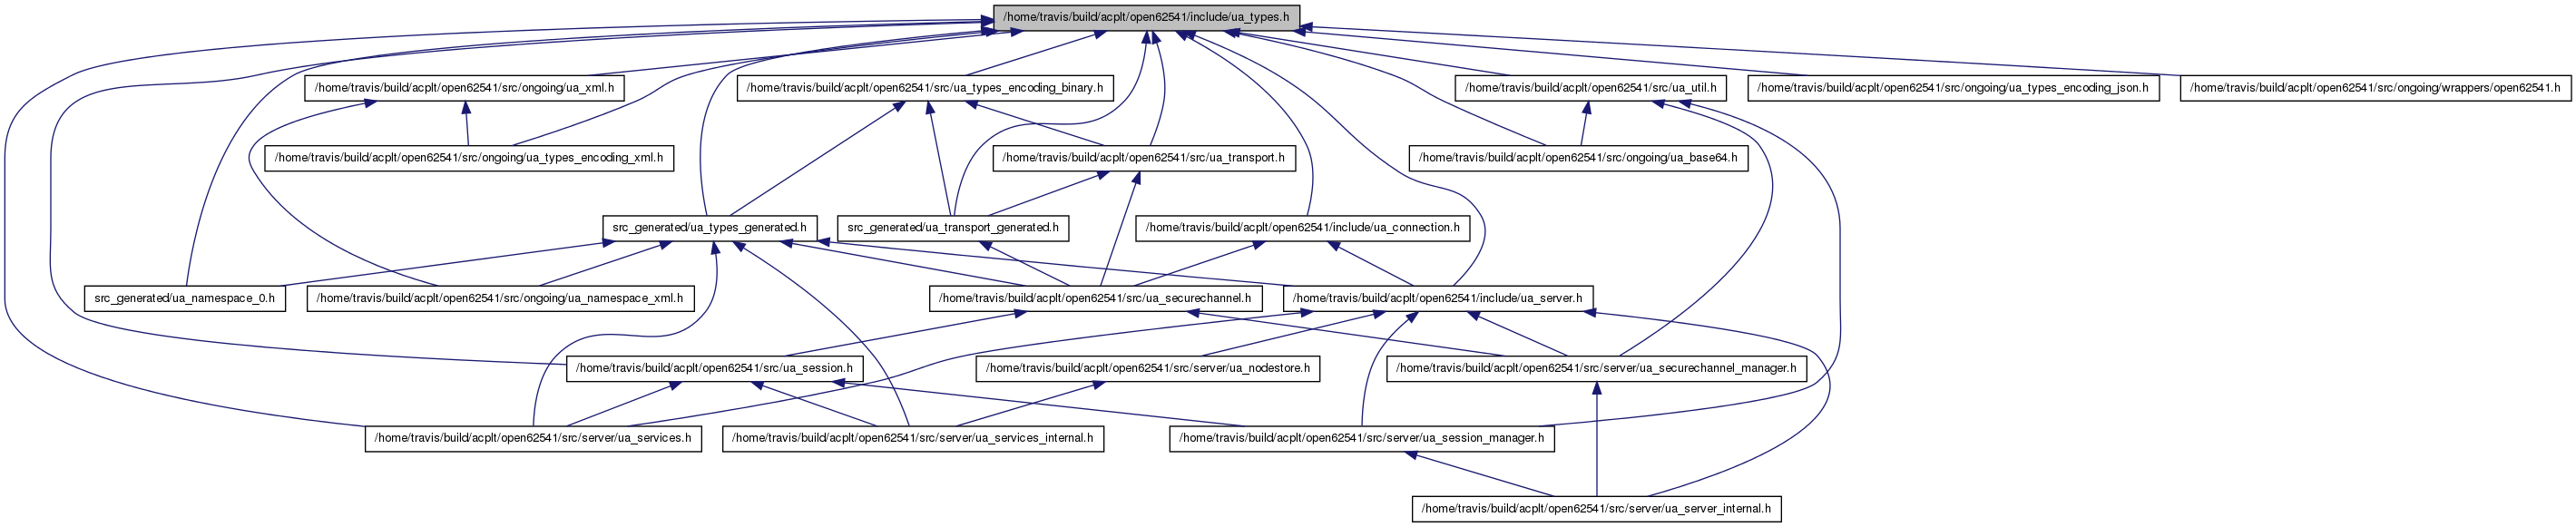 /home/travis/build/acplt/open62541/include/ua_types.h
/home/travis/build/acplt/open62541/src/ongoing/ua_xml.h
/home/travis/build/acplt/open62541/src/ua_types_encoding_binary.h
/home/travis/build/acplt/open62541/src/ua_util.h
/home/travis/build/acplt/open62541/src/ongoing/ua_types_encoding_json.h
/home/travis/build/acplt/open62541/src/ongoing/wrappers/open62541.h
/home/travis/build/acplt/open62541/src/ongoing/ua_types_encoding_xml.h
/home/travis/build/acplt/open62541/src/ua_transport.h
/home/travis/build/acplt/open62541/src/ongoing/ua_base64.h
src_generated/ua_types_generated.h
src_generated/ua_transport_generated.h
/home/travis/build/acplt/open62541/include/ua_connection.h
src_generated/ua_namespace_0.h
/home/travis/build/acplt/open62541/src/ongoing/ua_namespace_xml.h
/home/travis/build/acplt/open62541/src/ua_securechannel.h
/home/travis/build/acplt/open62541/include/ua_server.h
/home/travis/build/acplt/open62541/src/ua_session.h
/home/travis/build/acplt/open62541/src/server/ua_nodestore.h
/home/travis/build/acplt/open62541/src/server/ua_securechannel_manager.h
/home/travis/build/acplt/open62541/src/server/ua_services.h
/home/travis/build/acplt/open62541/src/server/ua_services_internal.h
/home/travis/build/acplt/open62541/src/server/ua_session_manager.h
/home/travis/build/acplt/open62541/src/server/ua_server_internal.h